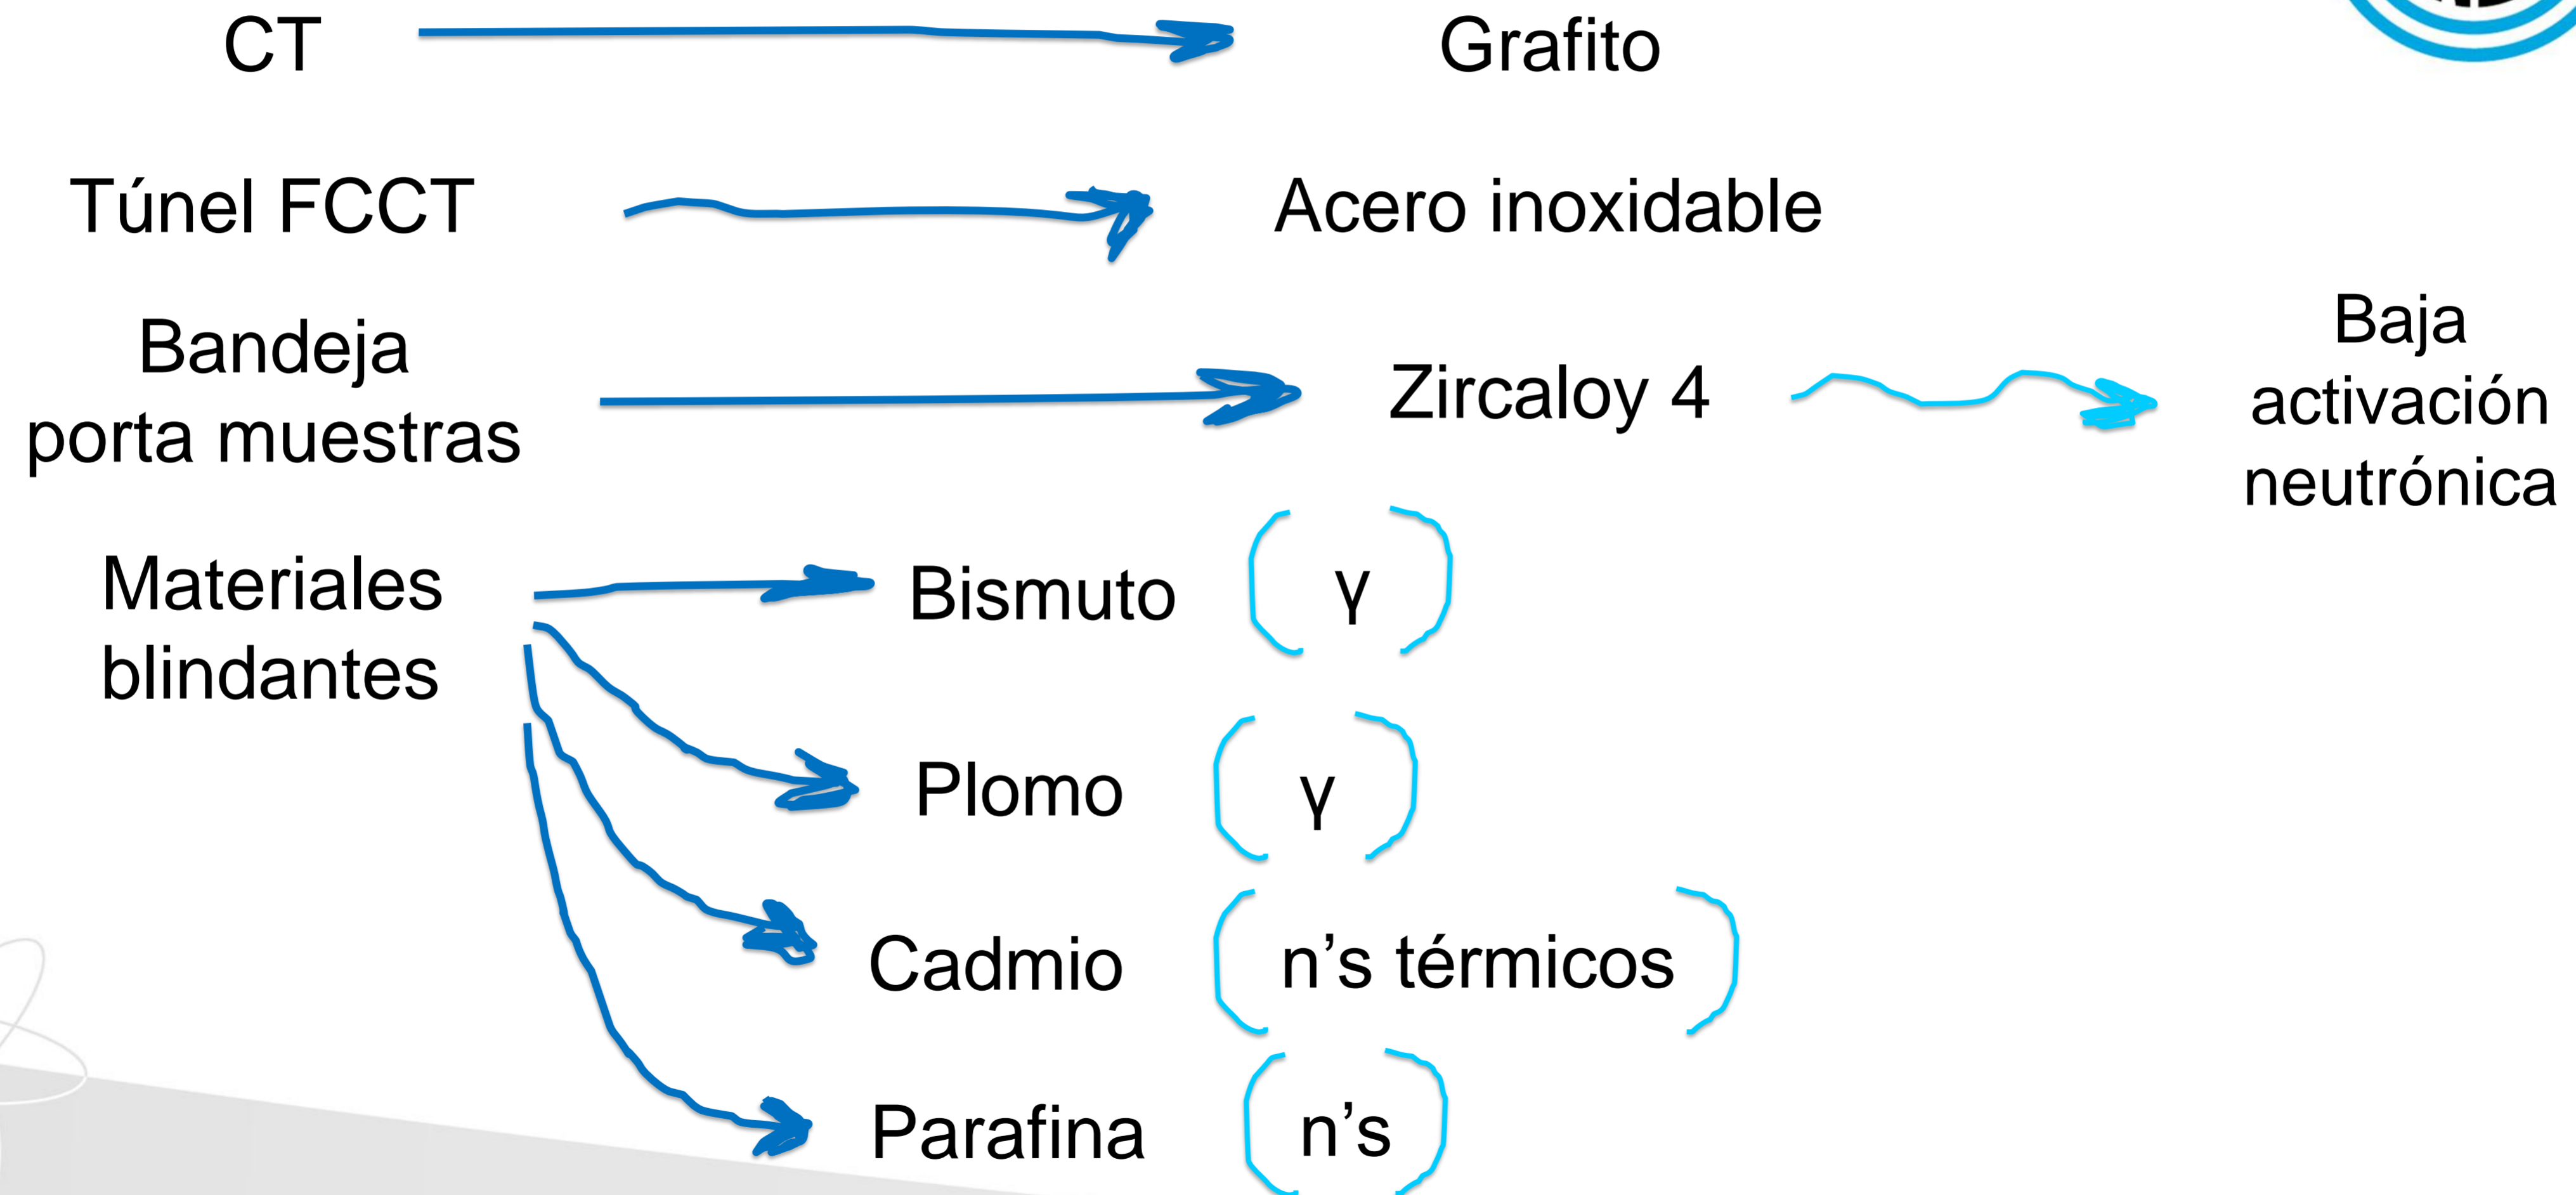 CT Grafito
Túnel FCCT Acero inoxidable
Bandeja
porta muestras
Zircaloy 4
Baja
activación
neutrónica
Materiales
blindantes
Bismuto ( γ )
Plomo ( γ )
Cadmio ( n’s térmicos )
Parafina ( n’s )